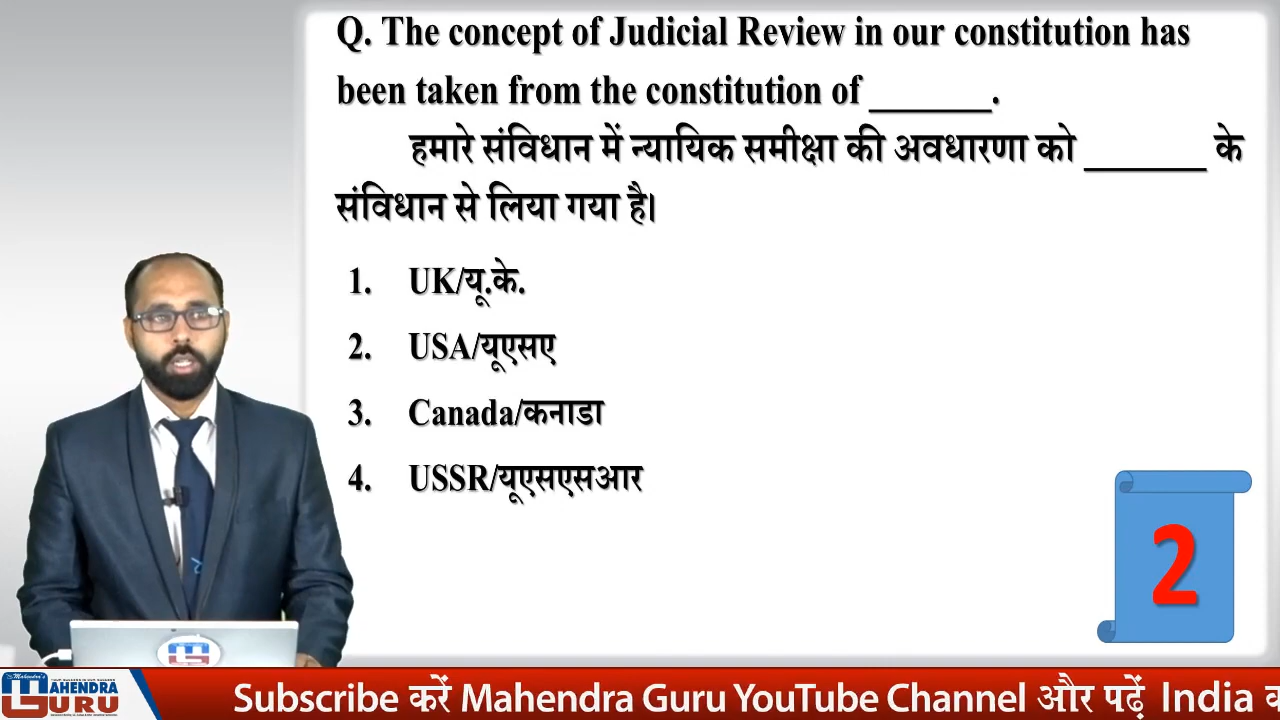 Q. The concept of Judicial Review in our constitution has
been taken from the constitution of _______.
हमारे संविधान में न्यायिक समीक्षा की अवधारणा को _______ के
संविधान से लिया गया है।
1. UK/यू.के.
2. USA/यूएसए
3. Canada/कनाडा
4. USSR/यूएसएसआर
2
Mahendra's
MAHENDRA
GURU
Subscribe करें Mahendra Guru YouTube Channel और पढ़ें India